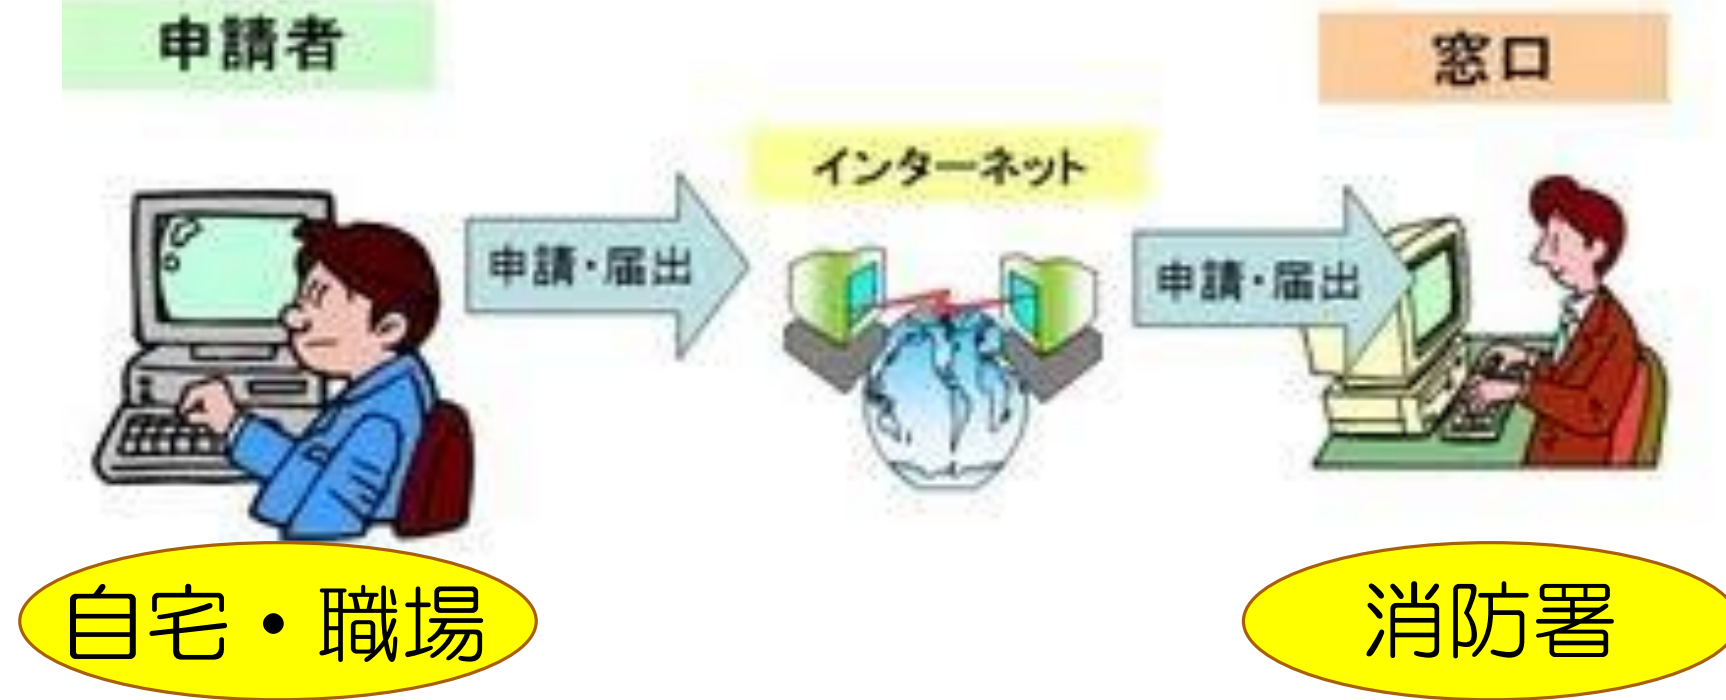 申請者
窓口
インターネット
申請・届出
申請・届出
自宅・職場
消防署